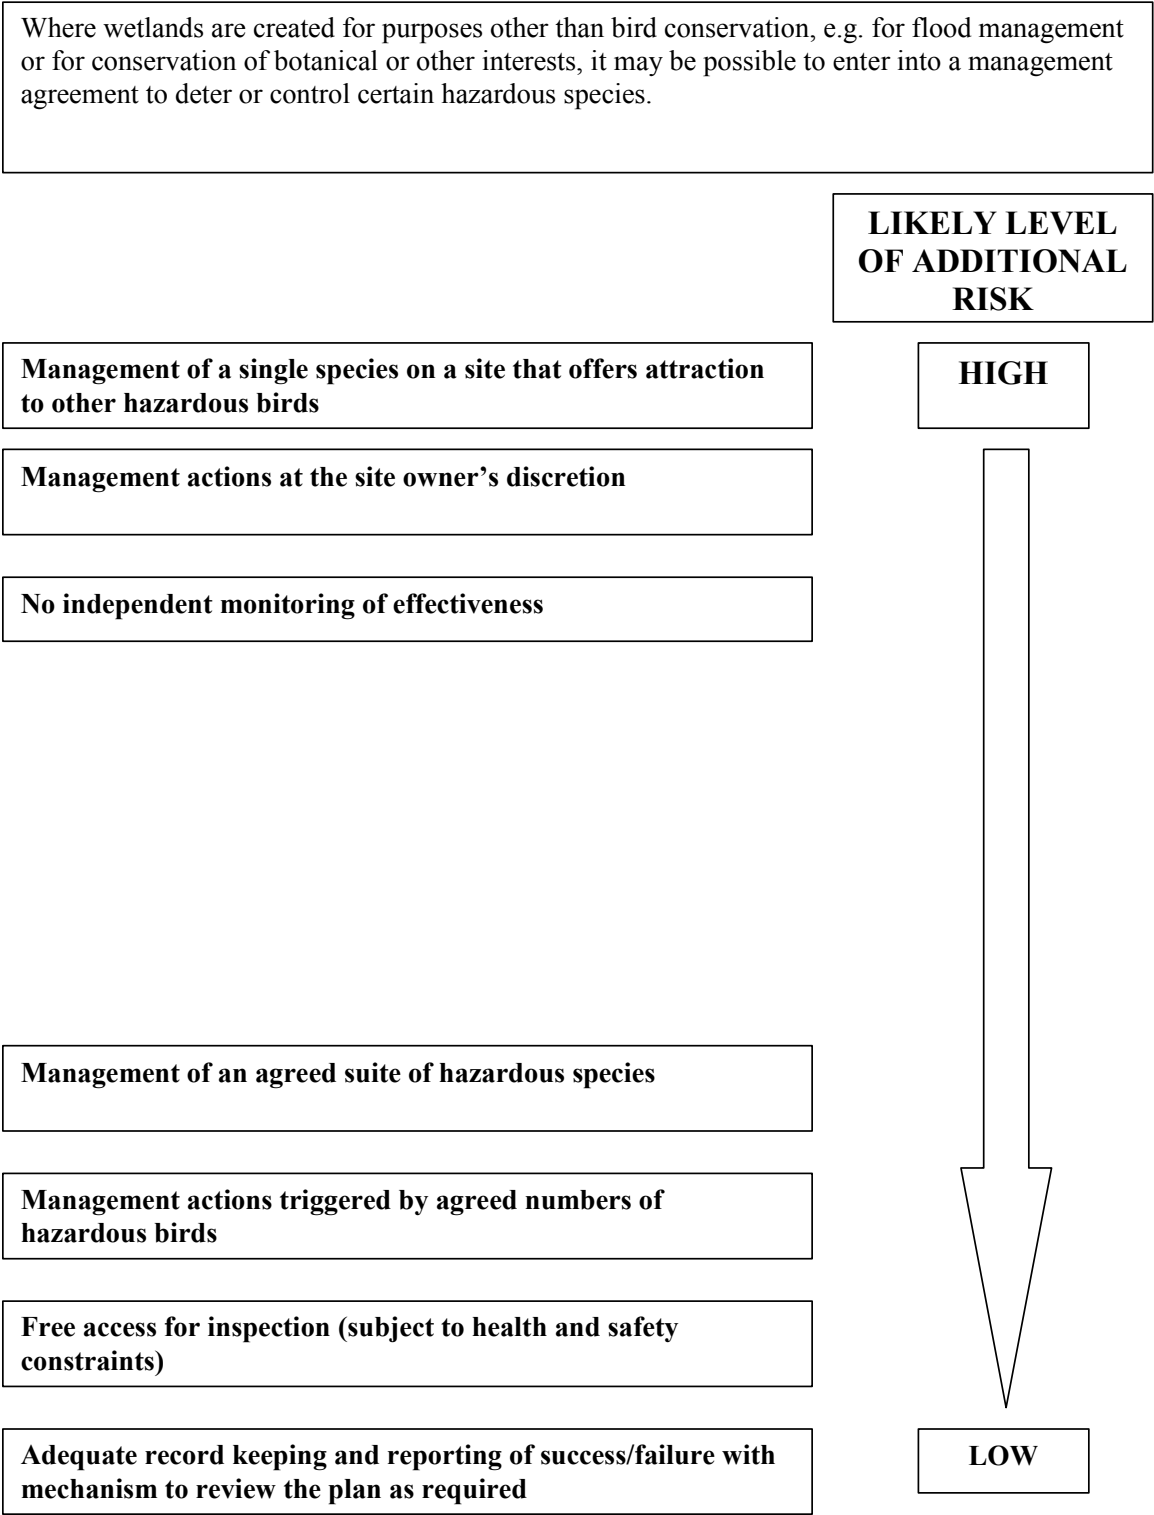 Where wetlands are created for purposes other than bird conservation, e.g. for flood management
or for conservation of botanical or other interests, it may be possible to enter into a management
agreement to deter or control certain hazardous species.
LIKELY LEVEL
OF ADDITIONAL
RISK
Management of a single species on a site that offers attraction
to other hazardous birds
HIGH
Management actions at the site owner’s discretion
No independent monitoring of effectiveness
Management of an agreed suite of hazardous species
Management actions triggered by agreed numbers of
hazardous birds
Free access for inspection (subject to health and safety
constraints)
Adequate record keeping and reporting of success/failure with
mechanism to review the plan as required
LOW